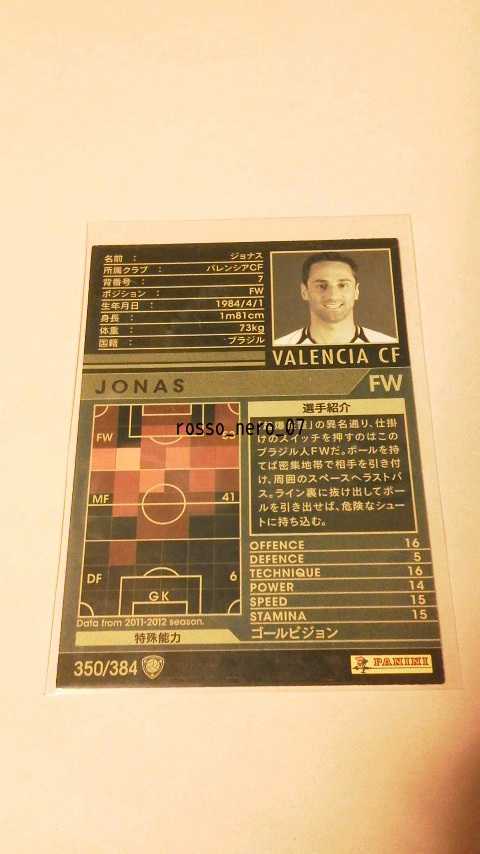 名前 : ジョナス
所属クラブ : バレンシアCF
背番号 : 7
ポジション : FW
生年月日 : 1984/4/1
身長 : 1m81cm
体重 : 73kg
国籍 : ブラジル
VALENCIA CF
JONAS
FW
rosso_nero_07
FW
MF 41
DF 6
GK
Data from 2011-2012 season.
選手紹介
の異名通り、仕掛
けのスイッチを押すのはこの
ブラジル人FWだ。ボールを持
てば密集地帯で相手を引き付
け、周囲のスペースへラストパ
ス。ライン裏に抜け出してボー
ルを引き出せば、危険なシュー
トに持ち込む。
OFFENCE 16
DEFENCE 5
TECHNIQUE 16
POWER 14
SPEED 15
STAMINA 15
特殊能力
ゴールビジョン
350/384
PANINI